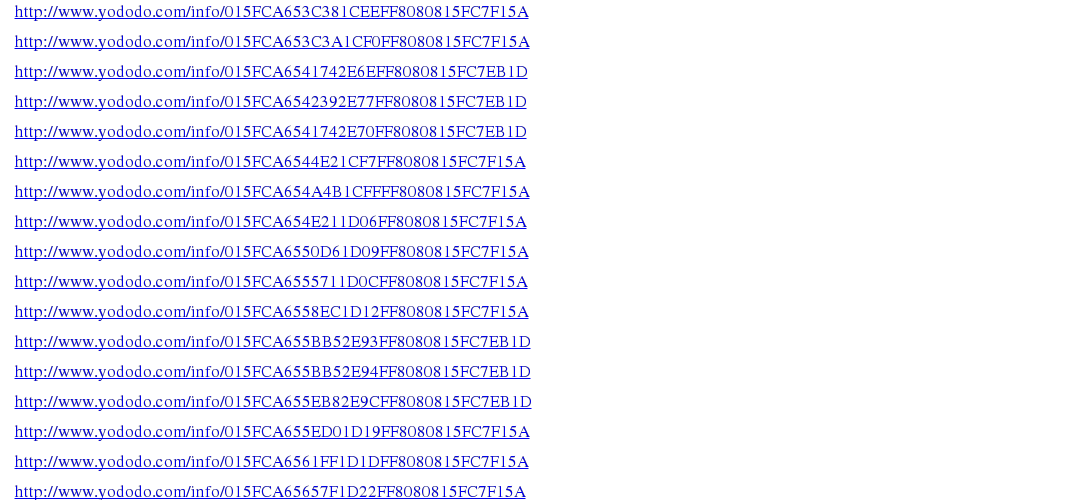 http://www.yododo.com/info/015FCA653C381CEEFF8080815FC7F15A
http://www.yododo.com/info/015FCA653C3A1CF0FF8080815FC7F15A
http://www.yododo.com/info/015FCA6541742E6EFF8080815FC7EB1D
http://www.yododo.com/info/015FCA6542392E77FF8080815FC7EB1D
http://www.yododo.com/info/015FCA6541742E70FF8080815FC7EB1D
http://www.yododo.com/info/015FCA6544E21CF7FF8080815FC7F15A
http://www.yododo.com/info/015FCA654A4B1CFFFF8080815FC7F15A
http://www.yododo.com/info/015FCA654E211D06FF8080815FC7F15A
http://www.yododo.com/info/015FCA6550D61D09FF8080815FC7F15A
http://www.yododo.com/info/015FCA6555711D0CFF8080815FC7F15A
http://www.yododo.com/info/015FCA6558EC1D12FF8080815FC7F15A
http://www.yododo.com/info/015FCA655BB52E93FF8080815FC7EB1D
http://www.yododo.com/info/015FCA655BB52E94FF8080815FC7EB1D
http://www.yododo.com/info/015FCA655EB82E9CFF8080815FC7EB1D
http://www.yododo.com/info/015FCA655ED01D19FF8080815FC7F15A
http://www.yododo.com/info/015FCA6561FF1D1DFF8080815FC7F15A
http://www.yododo.com/info/015FCA65657F1D22FF8080815FC7F15A